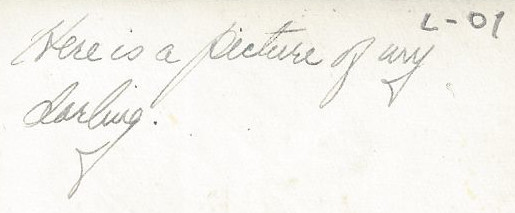 L-01
Here is a picture of my
darling.